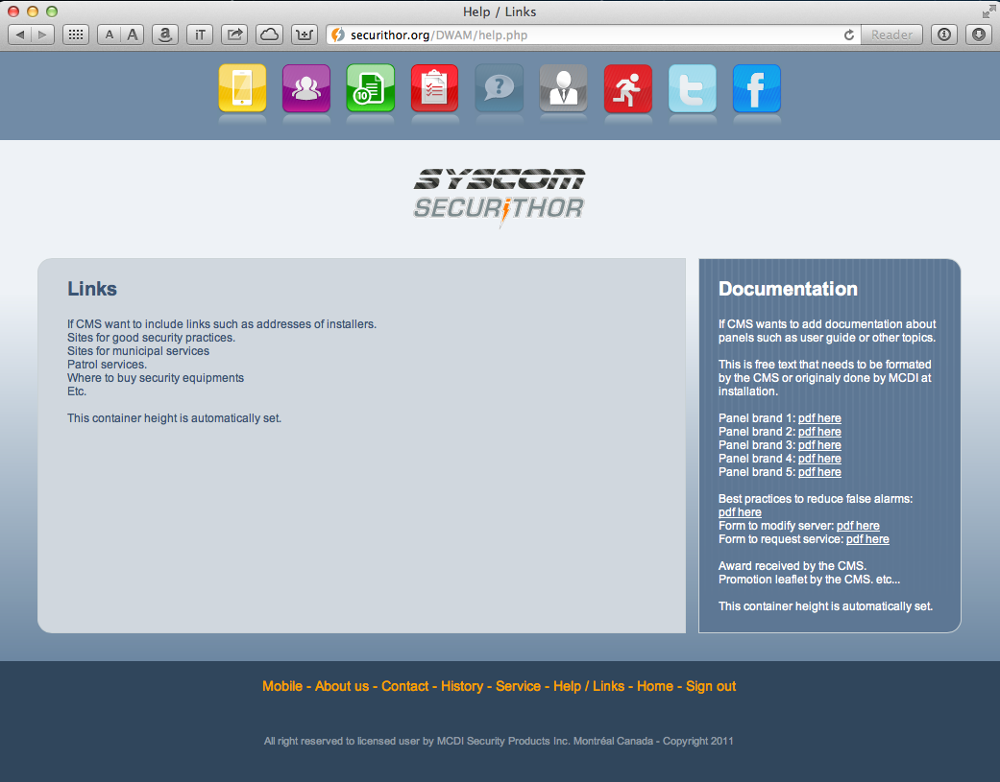 Help / Links
A A a iT
securithor.org/DWAM/help.php
Reader
10
?
t
f
SYSCOM
SECURITHOR
Links
If CMS want to include links such as addresses of installers.
Sites for good security practices.
Sites for municipal services
Patrol services.
Where to buy security equipments
Etc.
This container height is automatically set.
Documentation
If CMS wants to add documentation about
panels such as user guide or other topics.
This is free text that needs to be formated
by the CMS or originaly done by MCDI at
installation.
Panel brand 1: pdf here
Panel brand 2: pdf here
Panel brand 3: pdf here
Panel brand 4: pdf here
Panel brand 5: pdf here
Best practices to reduce false alarms:
pdf here
Form to modify server: pdf here
Form to request service: pdf here
Award received by the CMS.
Promotion leaflet by the CMS. etc...
This container height is automatically set.
Mobile - About us - Contact - History - Service - Help / Links - Home - Sign out
All right reserved to licensed user by MCDI Security Products Inc. Montréal Canada - Copyright 2011